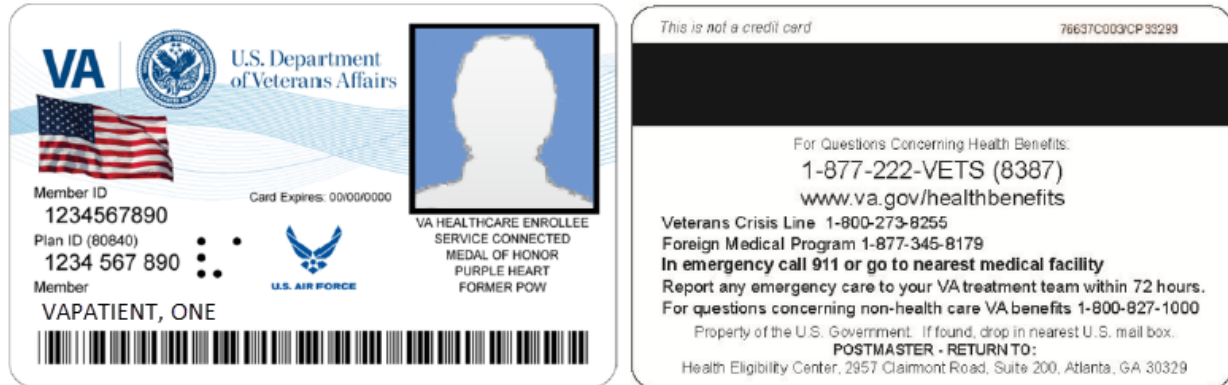 VA
U.S. Department
of Veterans Affairs
Member ID
1234567890
Card Expires: 00/00/0000
Plan ID (80840)
1234 567 890
Member
VAPATIENT, ONE
U.S. AIR FORCE
VA HEALTHCARE ENROLLEE
SERVICE CONNECTED
MEDAL OF HONOR
PURPLE HEART
FORMER POW
This is not a credit card
76637C003/CP33293
For Questions Concerning Health Benefits:
1-877-222-VETS (8387)
www.va.gov/healthbenefits
Veterans Crisis Line 1-800-273-8255
Foreign Medical Program 1-877-345-8179
In emergency call 911 or go to nearest medical facility
Report any emergency care to your VA treatment team within 72 hours.
For questions concerning non-health care VA benefits 1-800-827-1000
Property of the U.S. Government. If found, drop in nearest U.S. mail box.
POSTMASTER - RETURN TO:
Health Eligibility Center, 2957 Clairmont Road, Suite 200, Atlanta, GA 30329